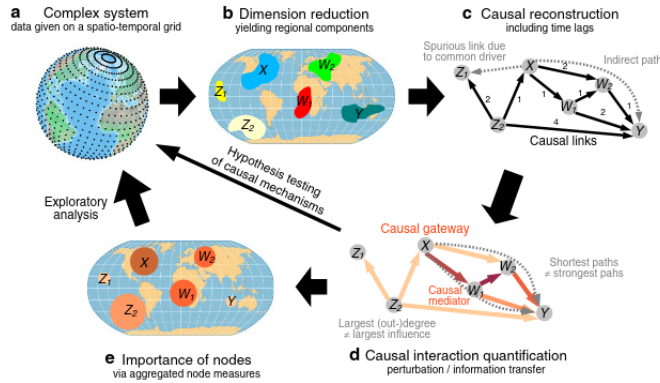 a Complex system
data given on a spatio-temporal grid
b Dimension reduction
yielding regional components
X
W2
Z1
W1
Y
Z2
c Causal reconstruction
including time lags
Spurious link due
to common driver
Indirect path
Z1
X
2
W2
2
1
1
1
W1
1
2
Z2
4
Y
Causal links
Hypothesis testing
of causal mechanisms
Exploratory
analysis
Causal gateway
X
Z1
W2
Shortest paths
≠ strongest pahs
W1
Causal
mediator
Z2
Y
Largest (out-)degree
≠ largest influence
d Causal interaction quantification
perturbation / information transfer
X
W2
Z1
W1
Y
Z2
e Importance of nodes
via aggregated node measures